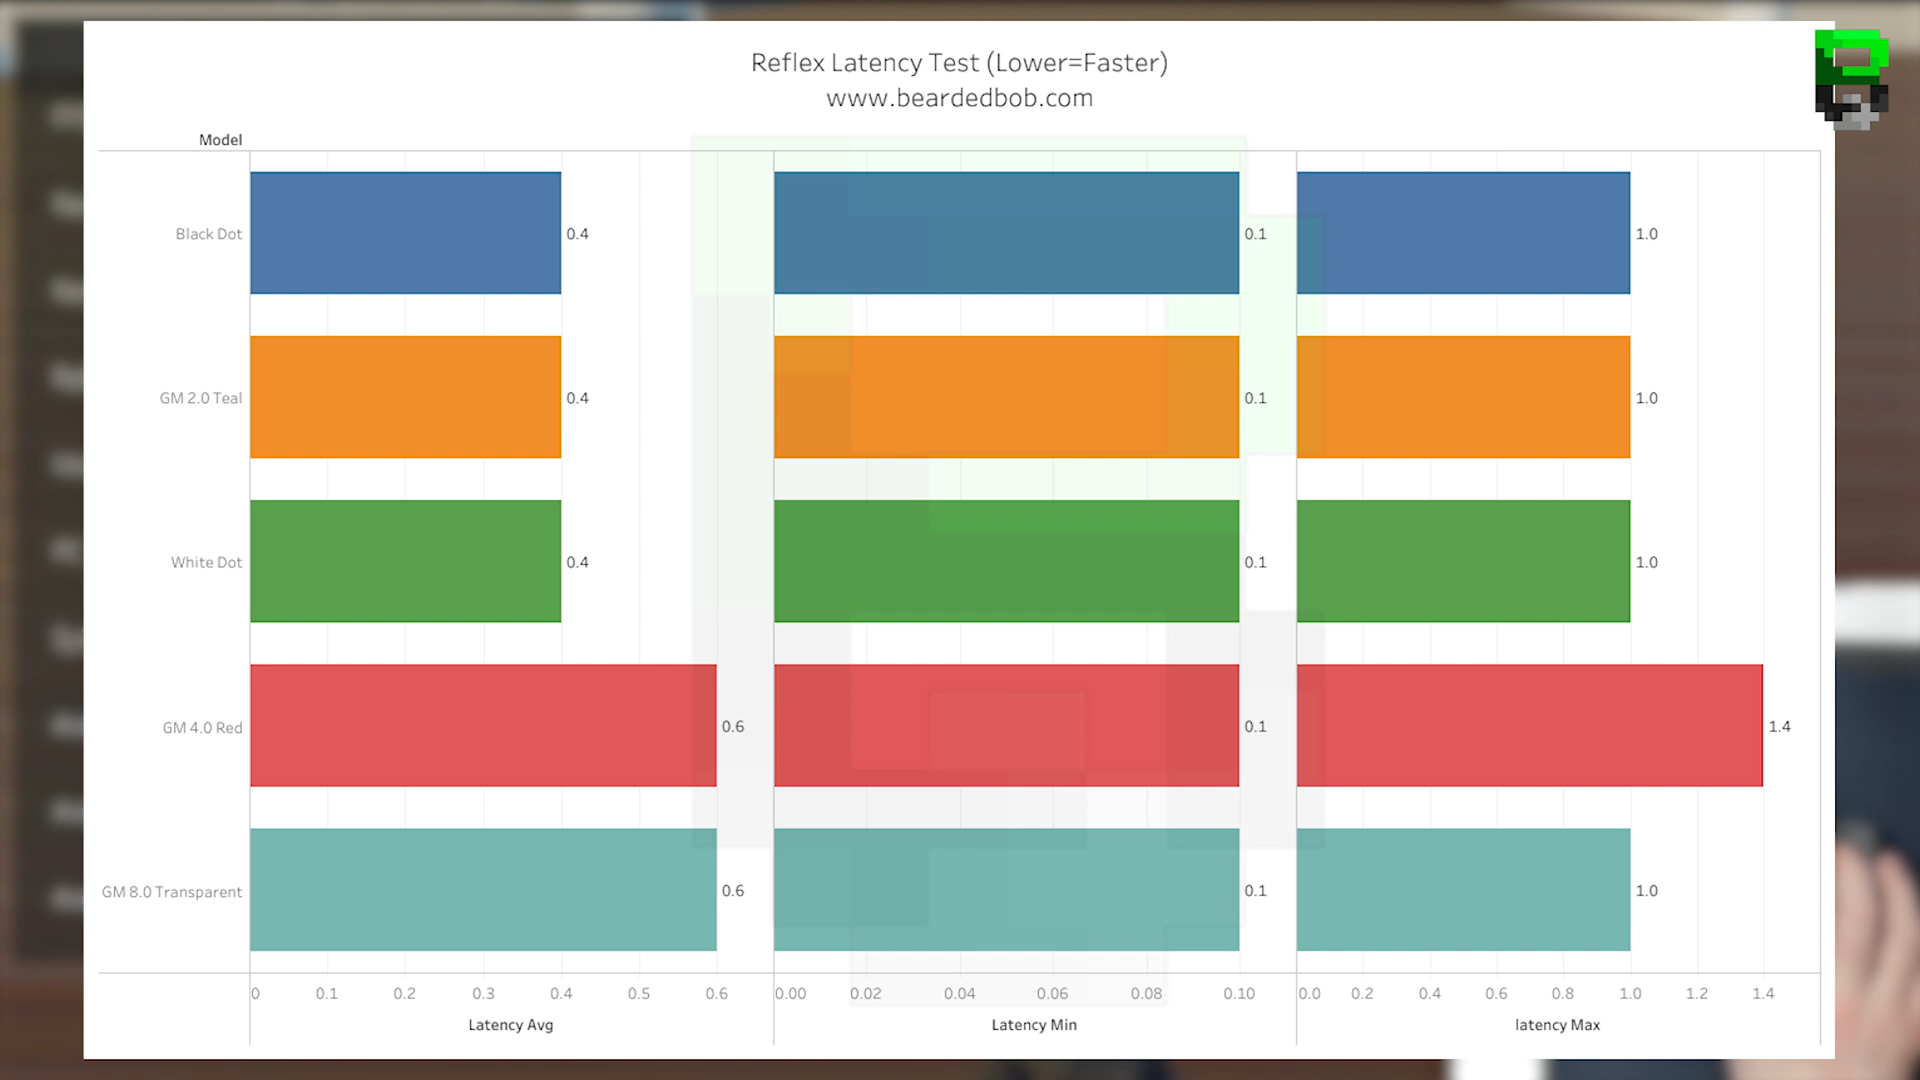 Reflex Latency Test (Lower=Faster)
www.beardedbob.com
Model
Black Dot 0.4 0.1 1.0
GM 2.0 Teal 0.4 0.1 1.0
White Dot 0.4 0.1 1.0
GM 4.0 Red 0.6 0.1 1.4
GM 8.0 Transparent 0.6 0.1 1.0
0 0.1 0.2 0.3 0.4 0.5 0.6 0.00 0.02 0.04 0.06 0.08 0.10 0.0 0.2 0.4 0.6 0.8 1.0 1.2 1.4
Latency Avg Latency Min latency Max